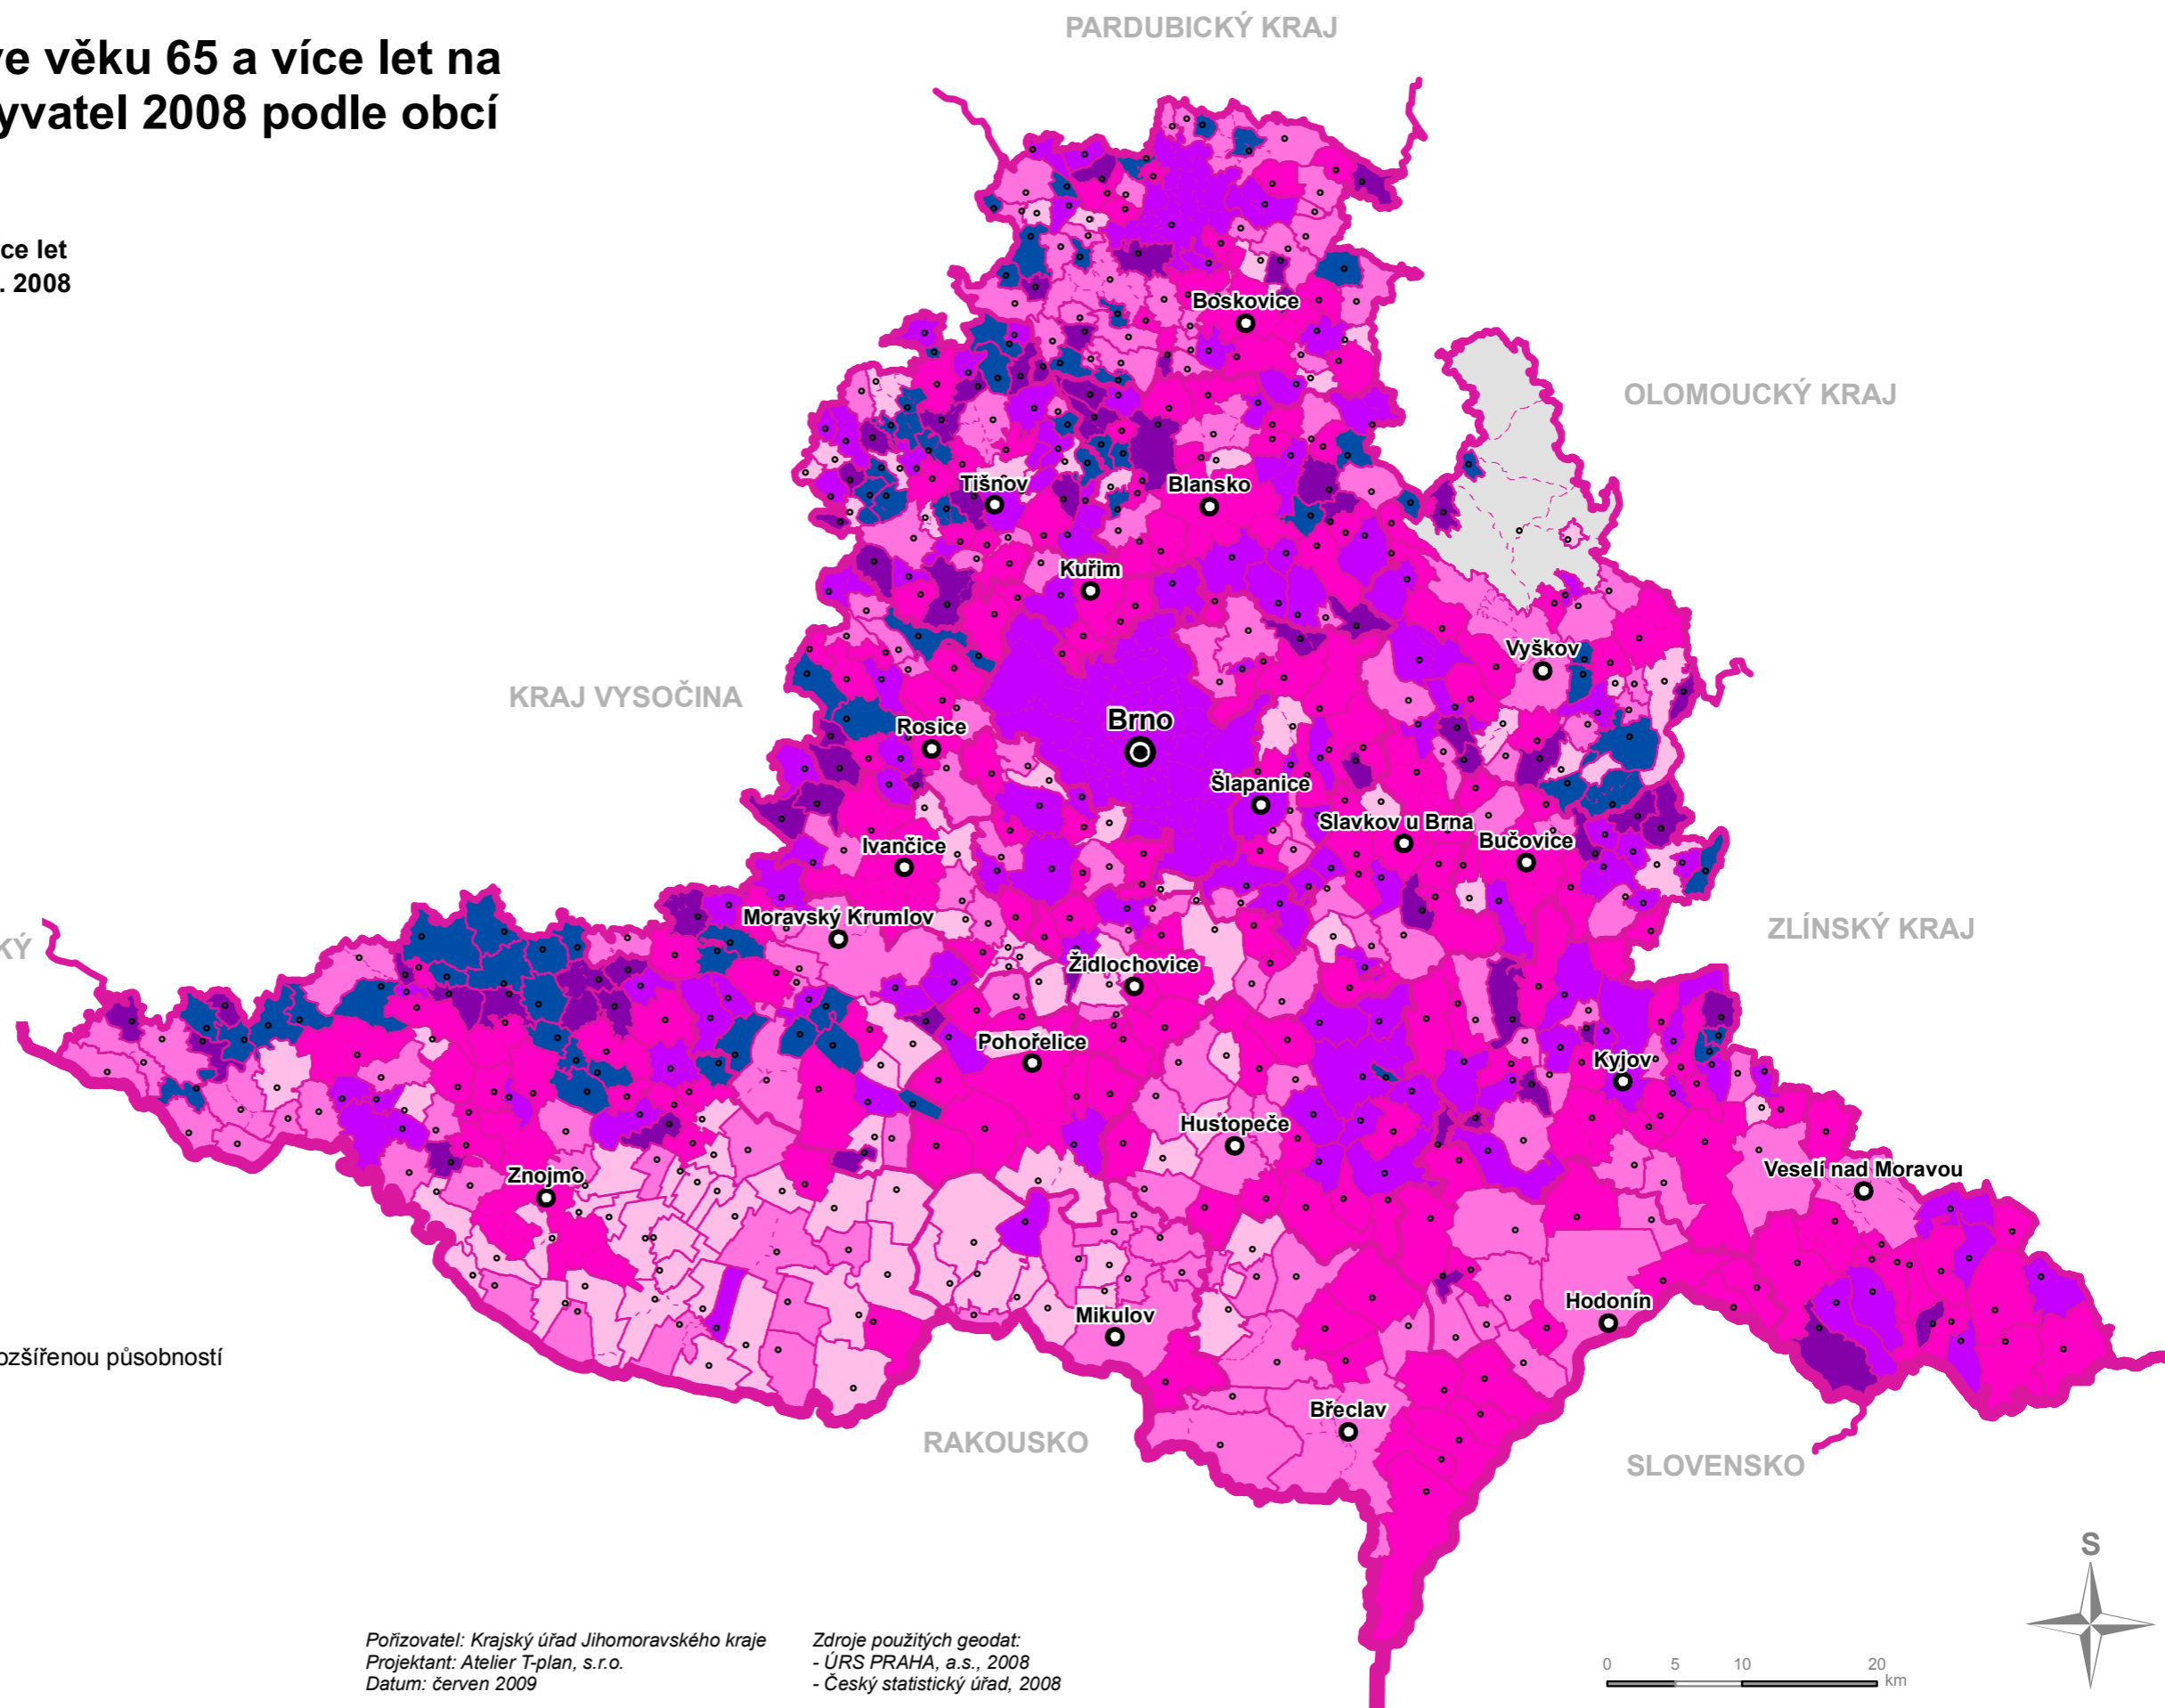 PARDUBICKÝ KRAJ
ve věku 65 a více let na
yvatel 2008 podle obcí
ce let
. 2008
Boskovice
OLOMOUCKÝ KRAJ
Tišnov
Blansko
Kuřim
Vyškov
KRAJ VYSOČINA
Brno
Rosice
Šlapanice
Slavkov u Brna
Bučovice
Ivančice
Moravský Krumlov
ZLÍNSKÝ KRAJ
KÝ
Židlochovice
Pohořelice
Kyjov
Hustopeče
Veselí nad Moravou
Znojmo
Mikulov
Hodonín
ozšířenou působností
Břeclav
RAKOUSKO
SLOVENSKO
S
Pořizovatel: Krajský úřad Jihomoravského kraje
Projektant: Atelier T-plan, s.r.o.
Datum: červen 2009
Zdroje použitých geodat:
- ÚRS PRAHA, a.s., 2008
- Český statistický úřad, 2008
0 5 10 20
km